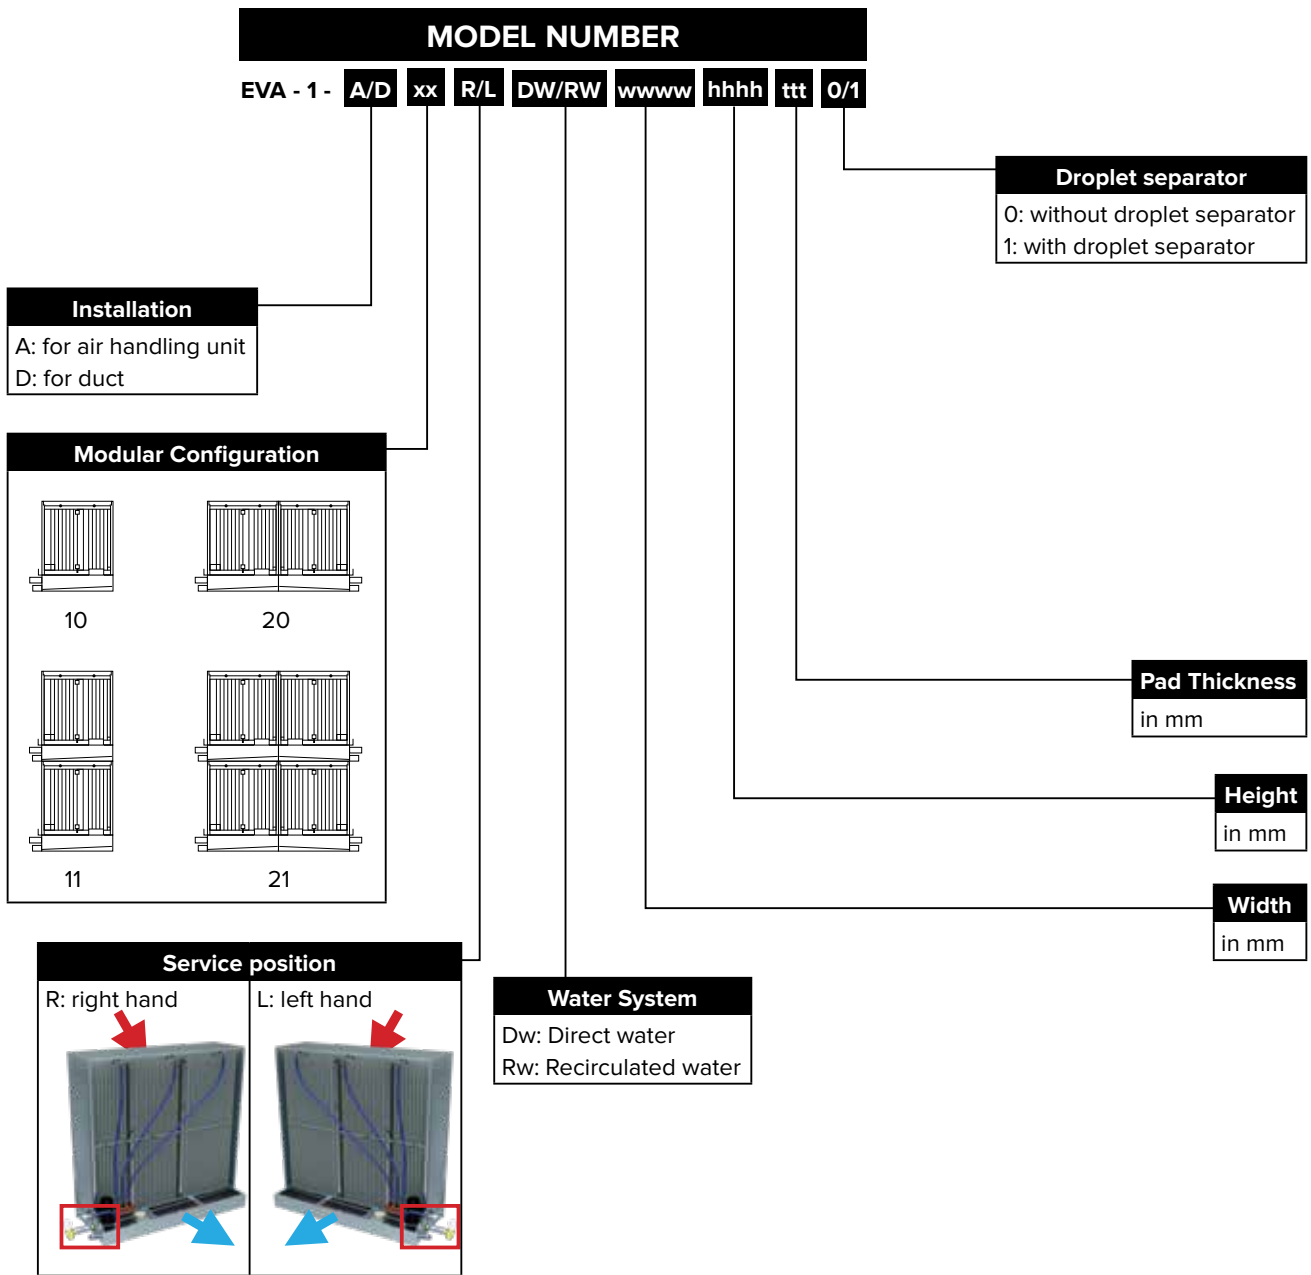 MODEL NUMBER
EVA - 1 - A/D xx R/L DW/RW wwww hhhh ttt 0/1
Droplet separator
0: without droplet separator
1: with droplet separator
Installation
A: for air handling unit
D: for duct
Modular Configuration
10 20
11 21
Pad Thickness
in mm
Height
in mm
Width
in mm
Service position
R: right hand L: left hand
Water System
Dw: Direct water
Rw: Recirculated water